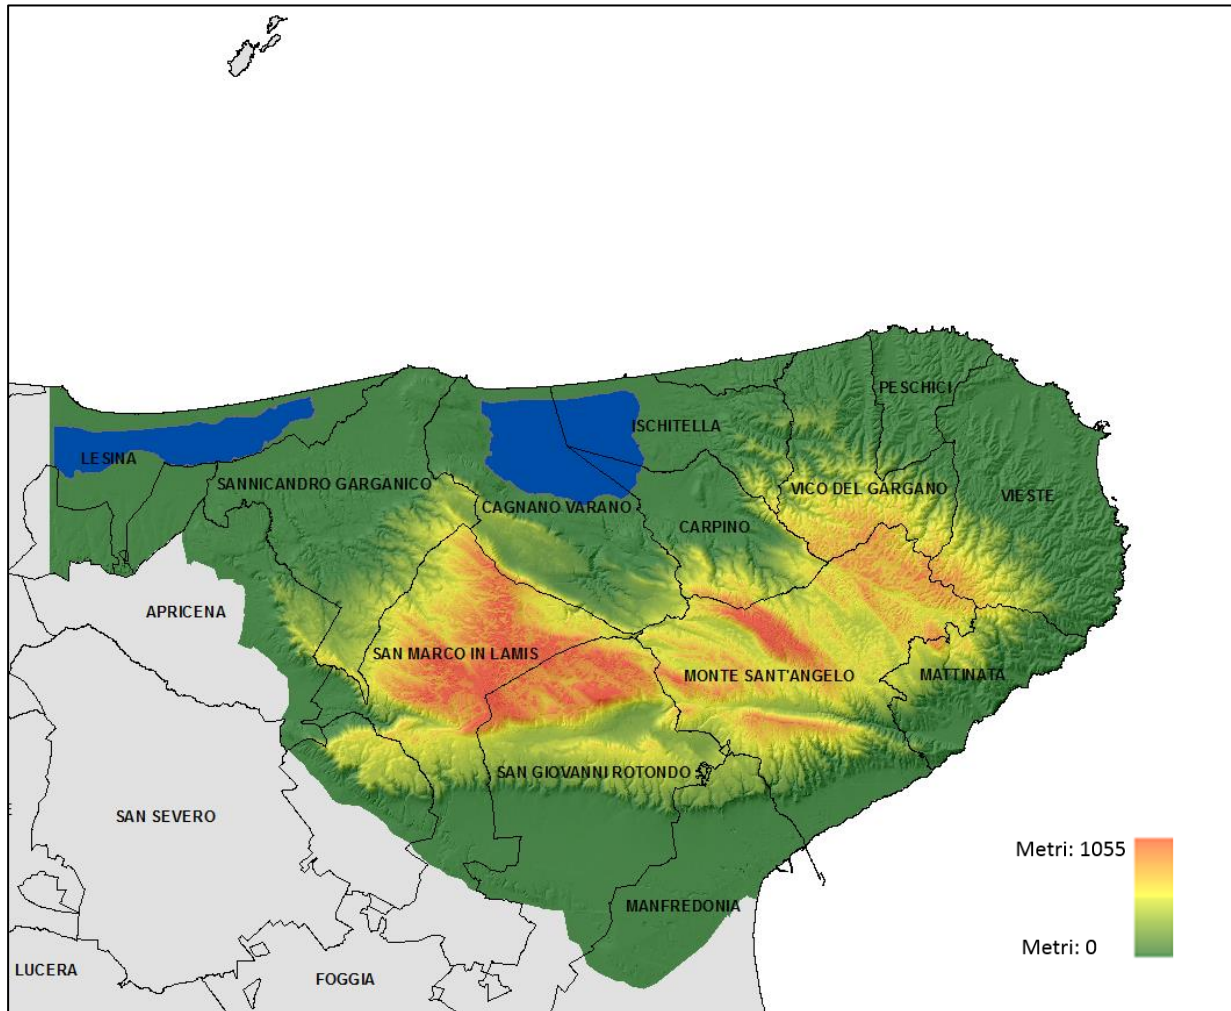 PESCHICI
ISCHITELLA
LESINA
SANNICANDRO GARGANICO
VICO DEL GARGANO
VIESTE
CAGNANO VARANO
CARPINO
APRICENA
SAN MARCO IN LAMIS
MONTE SANT'ANGELO
MATTINATA
SAN GIOVANNI ROTONDO
E
SAN SEVERO
Metri: 1055
MANFREDONIA
Metri: 0
LUCERA
FOGGIA